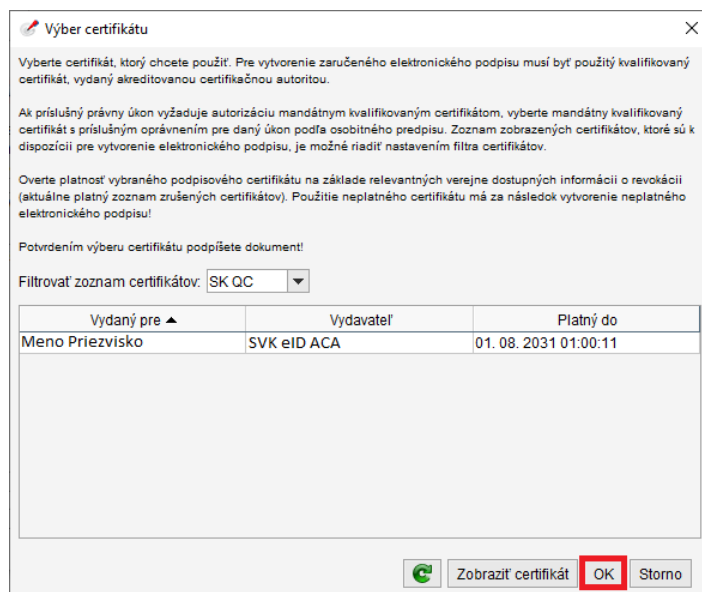 Výber certifikátu
Vyberte certifikát, ktorý chcete použiť. Pre vytvorenie zaručeného elektronického podpisu musí byť použitý kvalifikovaný
certifikát, vydaný akreditovanou certifikačnou autoritou.
Ak príslušný právny úkon vyžaduje autorizáciu mandátnym kvalifikovaným certifikátom, vyberte mandátny kvalifikovaný
certifikát s príslušným oprávnením pre daný úkon podľa osobitného predpisu. Zoznam zobrazených certifikátov, ktoré sú k
dispozícii pre vytvorenie elektronického podpisu, je možné riadiť nastavením filtra certifikátov.
Overte platnosť vybraného podpisového certifikátu na základe relevantných verejne dostupných informácii o revokácii
(aktuálne platný zoznam zrušených certifikátov). Použitie neplatného certifikátu má za následok vytvorenie neplatného
elektronického podpisu!
Potvrdením výberu certifikátu podpíšete dokument!
Filtrovať zoznam certifikátov: SK QC
Vydaný pre Vydavateľ Platný do
Meno Priezvisko SVK eID ACA 01. 08. 2031 01:00:11
Zobraziť certifikát OK Storno